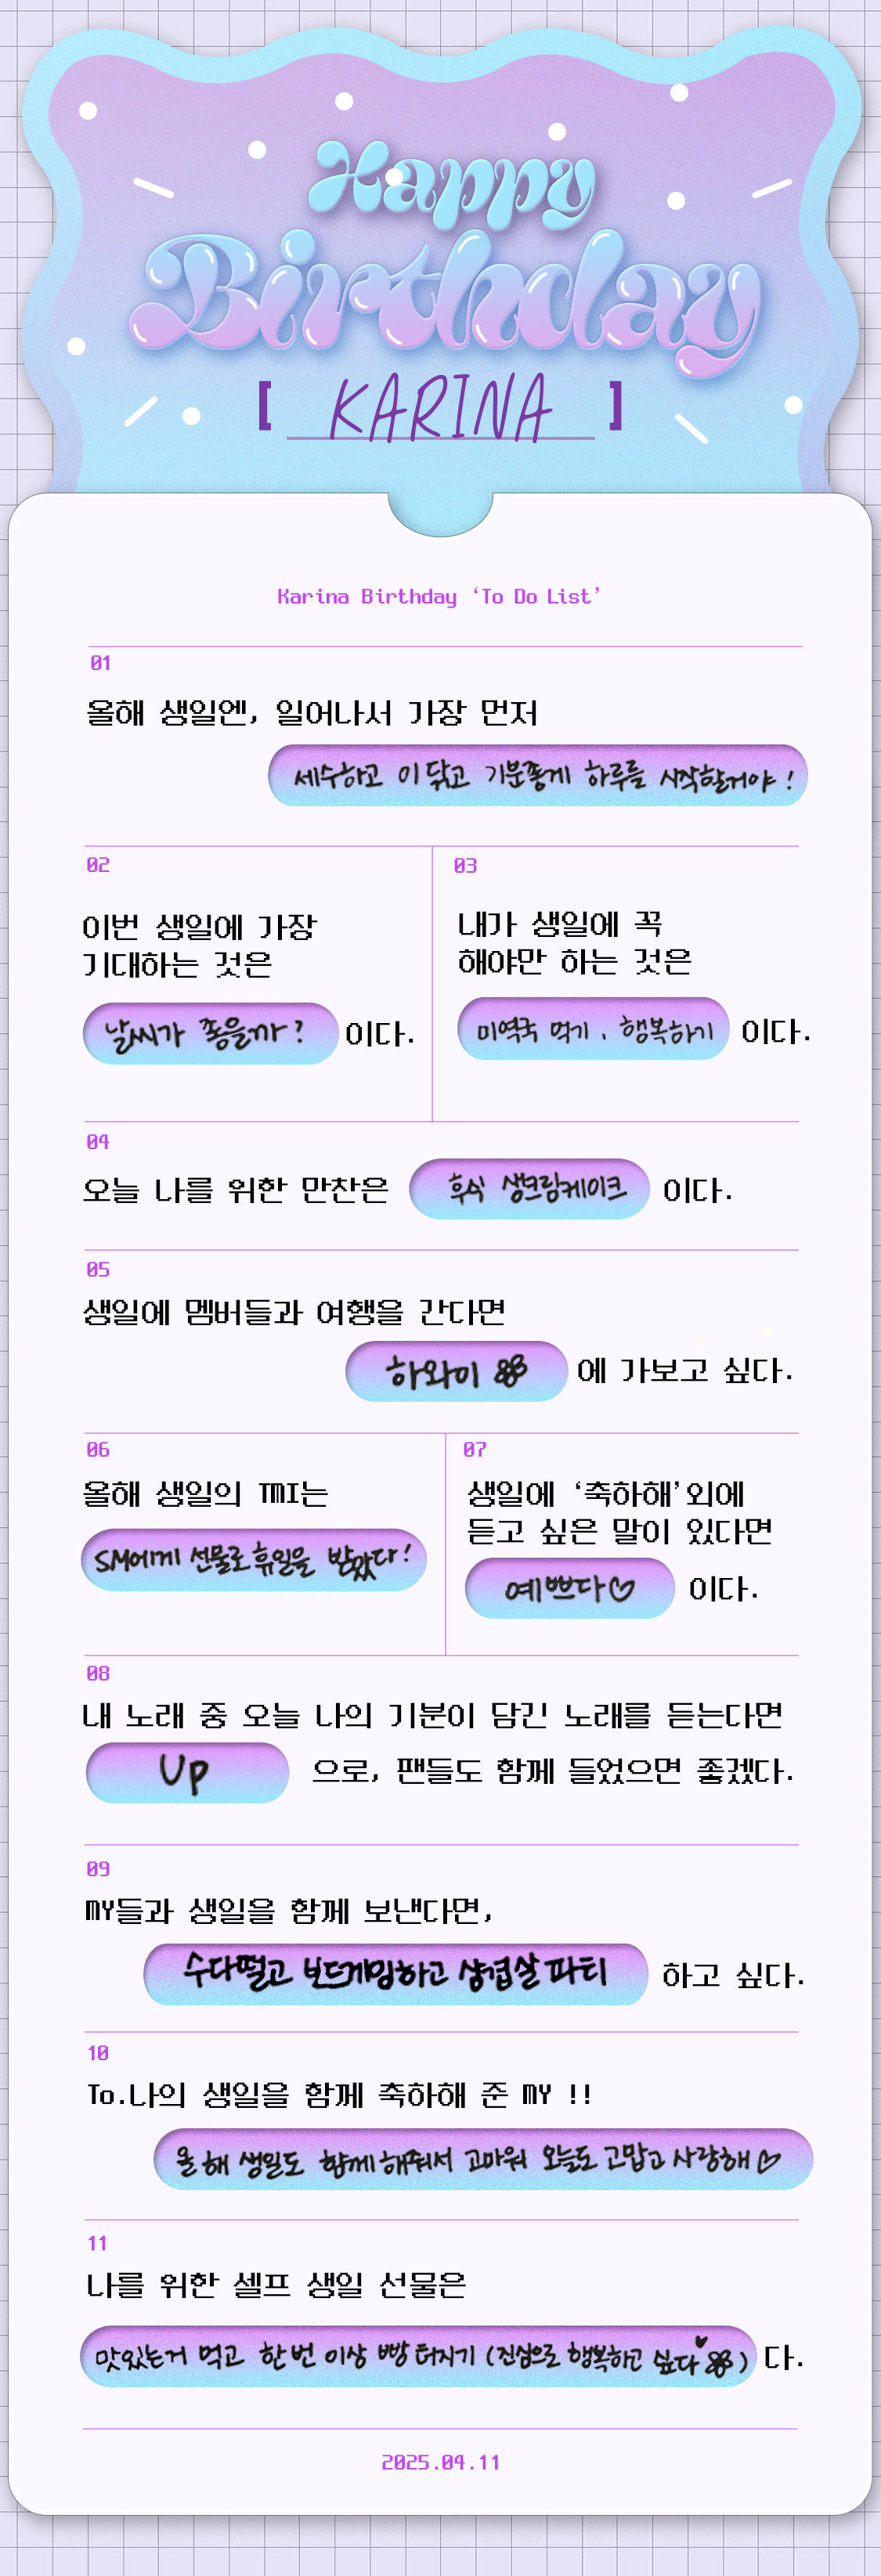 Happy
Birthday
[ KARINA ]
Karina Birthday ‘To Do List’
01
올해 생일엔, 일어나서 가장 먼저
세수하고 이 닦고 기분좋게 하루를 시작할거야 !
02
이번 생일에 가장
기대하는 것은
날씨가 좋을까? 이다.
03
내가 생일에 꼭
해야만 하는 것은
미역국 먹기, 행복하기 이다.
04
오늘 나를 위한 만찬은 후식 생크림케이크 이다.
05
생일에 멤버들과 여행을 간다면
하와이 에 가보고 싶다.
06
올해 생일의 TMI는
SM에게 선물로 휴일을 받았다!
07
생일에 ‘축하해’외에
듣고 싶은 말이 있다면
예쁘다♡ 이다.
08
내 노래 중 오늘 나의 기분이 담긴 노래를 듣는다면
Up 으로, 팬들도 함께 들었으면 좋겠다.
09
MY들과 생일을 함께 보낸다면,
수다떨고 보드게임하고 삼겹살 파티 하고 싶다.
10
To.나의 생일을 함께 축하해 준 MY !!
올해 생일도 함께해줘서 고마워 오늘도 고맙고 사랑해♡
11
나를 위한 셀프 생일 선물은
맛있는거 먹고 한번 이상 빵 터지기 (진심으로 행복하고 싶다) 다.
2025.04.11